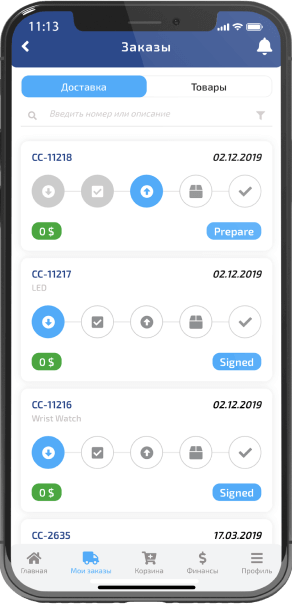 11:13
Заказы
Доставка Товары
Введить номер или описание
CC-11218 02.12.2019
0 $ Prepare
CC-11217 02.12.2019
LED
0 $ Signed
CC-11216 02.12.2019
Wrist Watch
0 $ Signed
CC-2635 17.03.2019
Главная Мои заказы Корзина Финансы Профиль